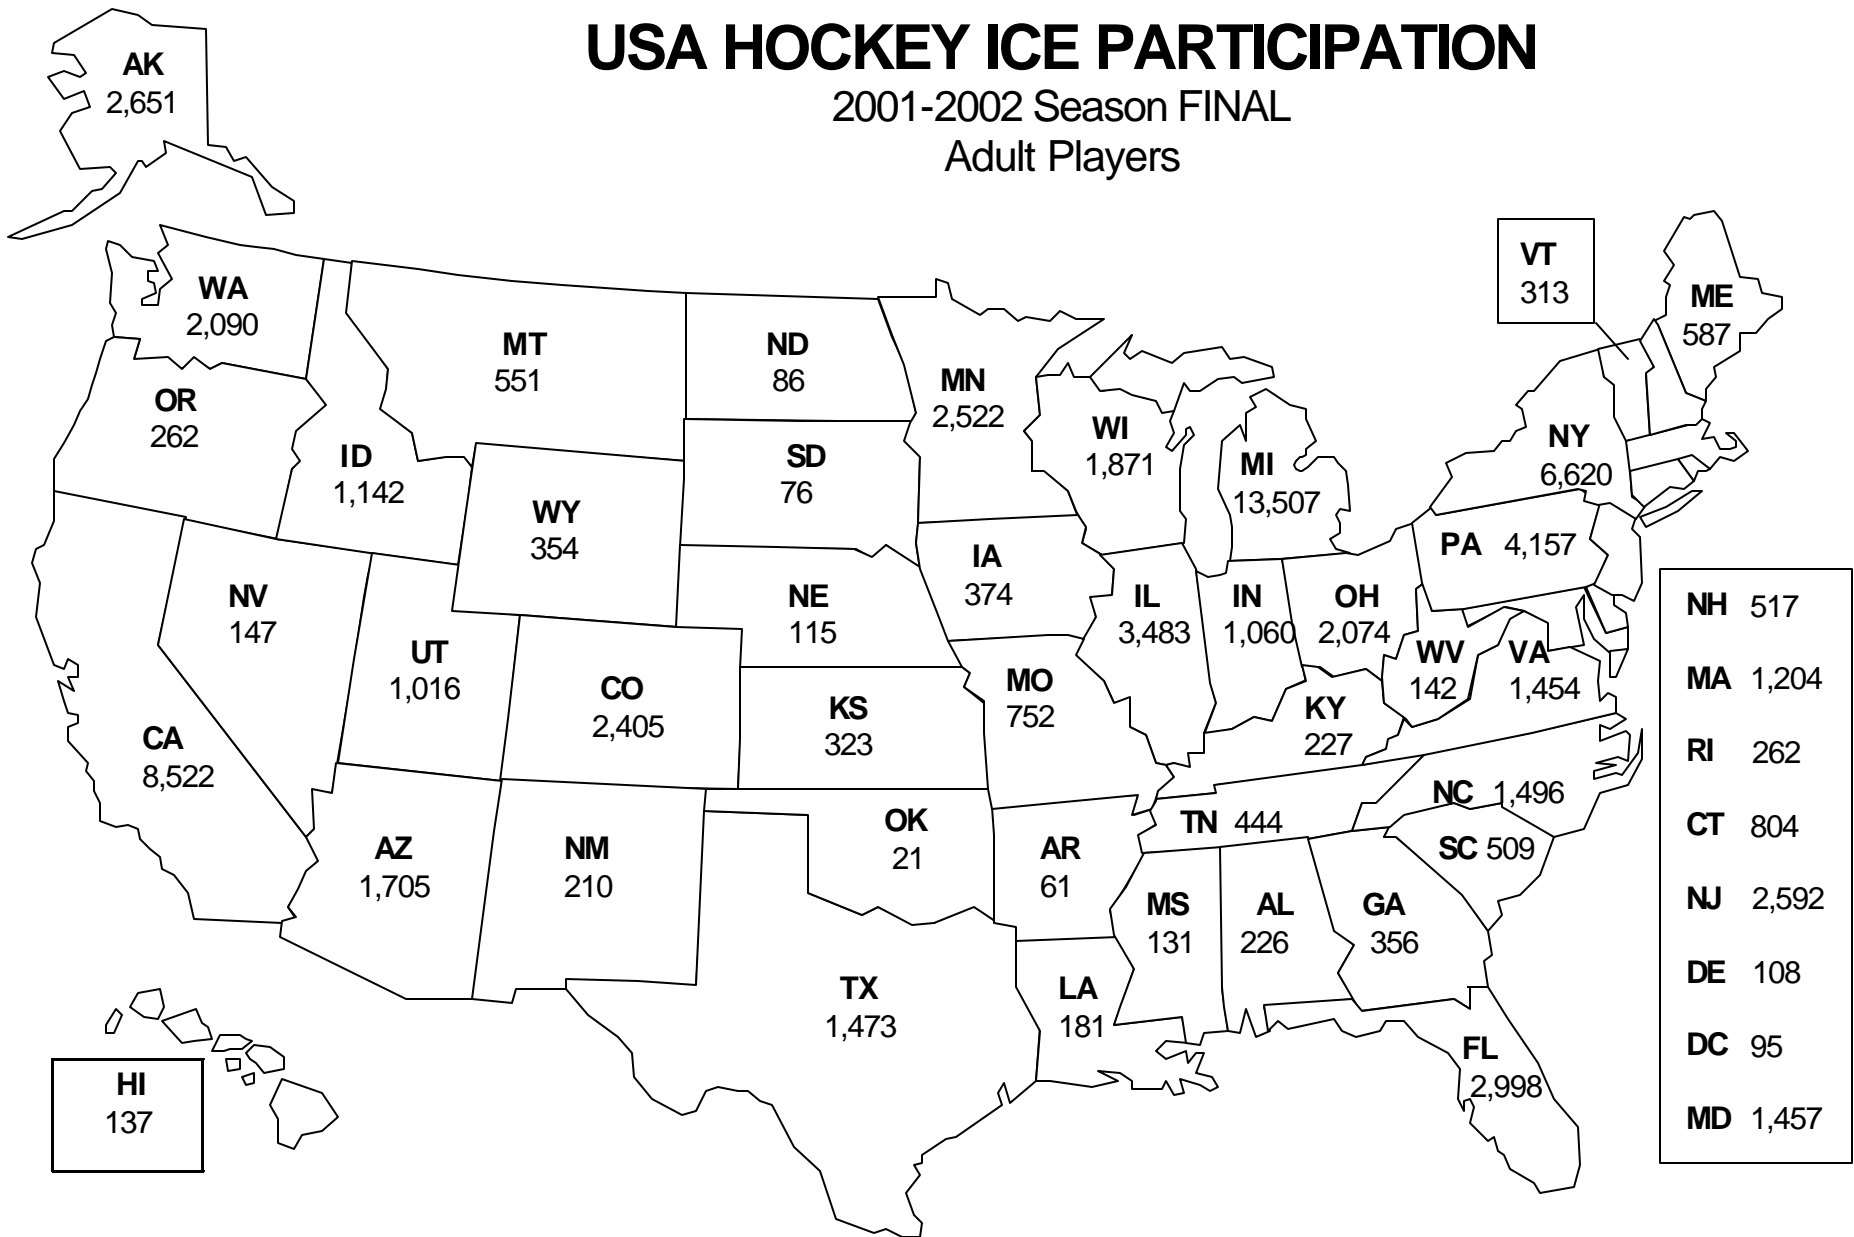 USA HOCKEY ICE PARTICIPATION
2001-2002 Season FINAL
Adult Players
AK
2,651
VT
313
WA
2,090
ME
587
MT
551
ND
86
MN
2,522
OR
262
WI
1,871
NY
6,620
ID
1,142
SD
76
MI
13,507
WY
354
PA 4,157
IA
374
NV
147
NE
115
IL
3,483
IN
1,060
OH
2,074
UT
1,016
WV
142
VA
1,454
CO
2,405
MO
752
KS
323
KY
227
CA
8,522
NC 1,496
TN 444
OK
21
AR
61
SC 509
AZ
1,705
NM
210
MS
131
AL
226
GA
356
TX
1,473
LA
181
FL
2,998
HI
137
NH 517
MA 1,204
RI 262
CT 804
NJ 2,592
DE 108
DC 95
MD 1,457